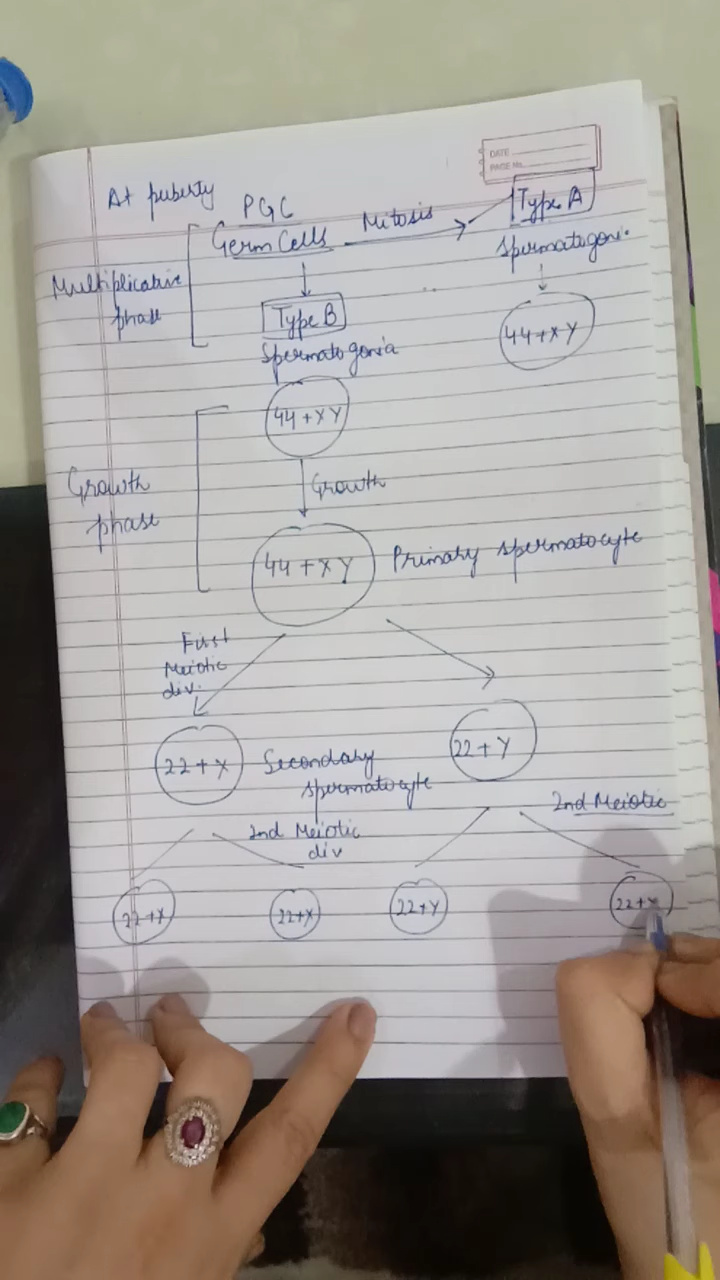 DATE
PAGE No.
At puberty
PGC
Germ Cells
Mitosis
Type A
Spermatogoni
Multiplicative
phase
Type B
Spermatogonia
44+XY
44+XY
Growth
phase
Growth
44+XY
Primary spermatocyte
First
Meiotic
div.
22+X
Secondary
spermatocyte
22+Y
2nd Meiotic
div
2nd Meiotic
22+X
22+X
22+Y
22+Y